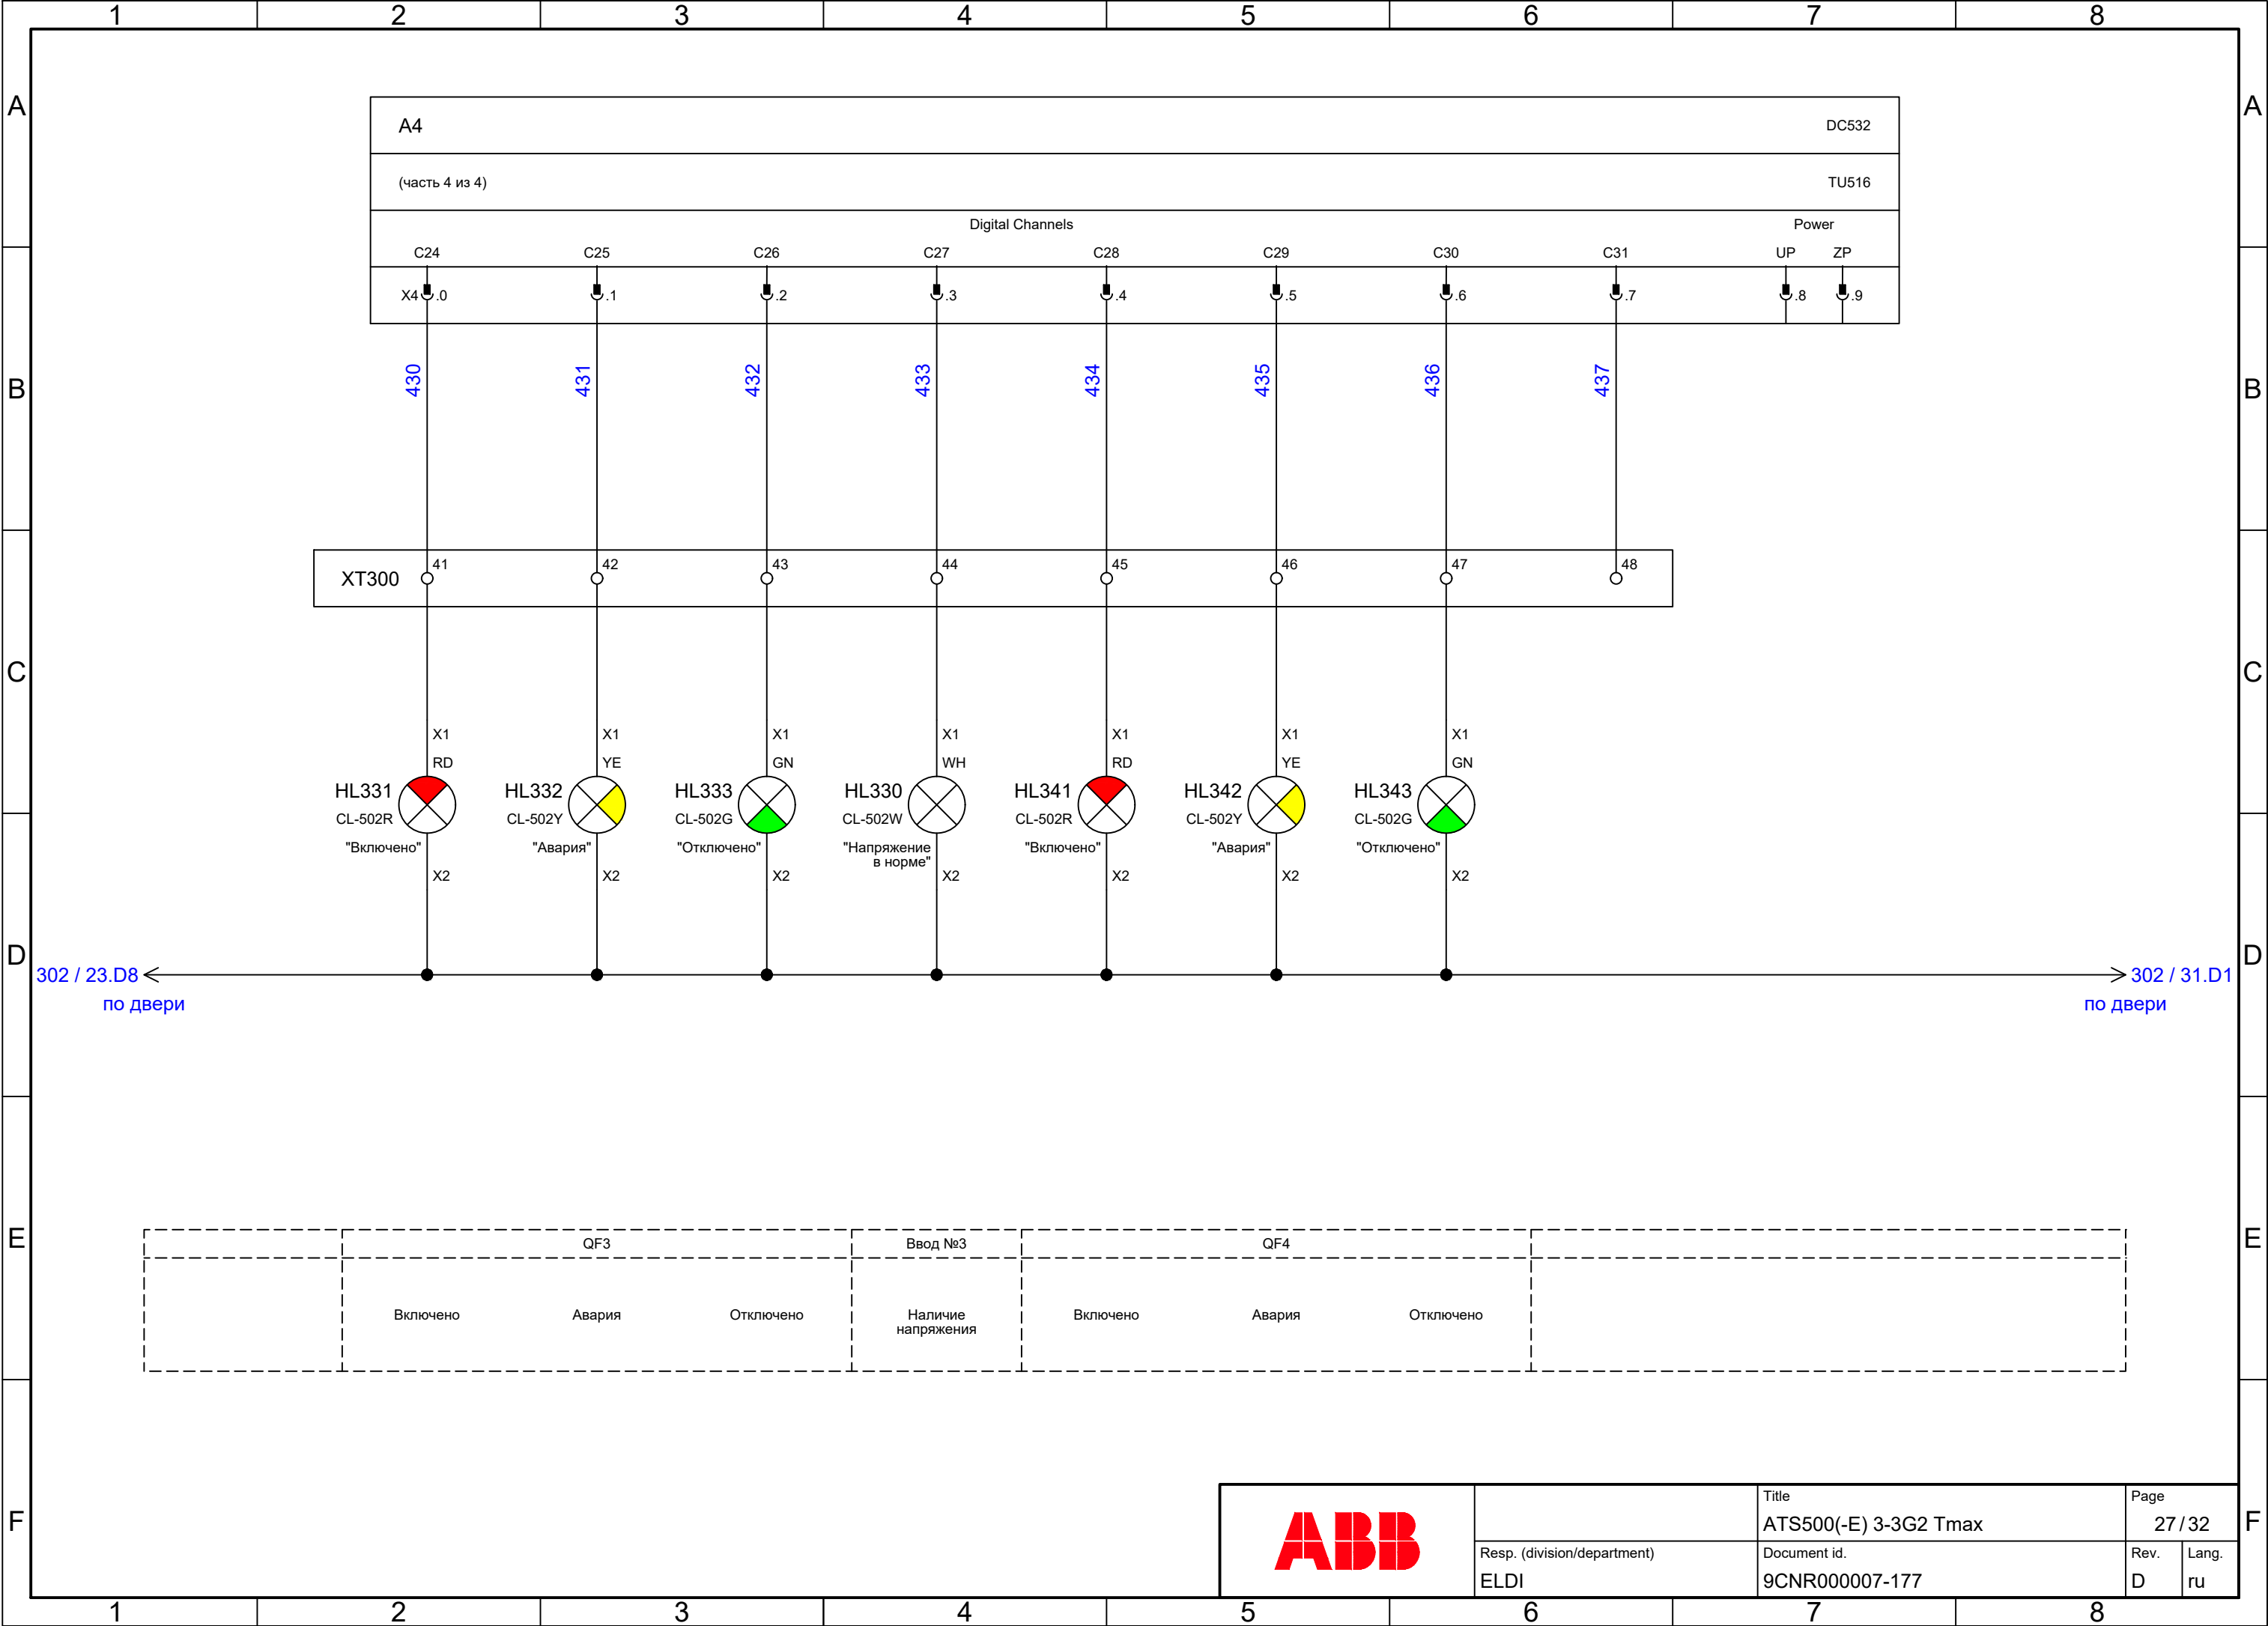 1 2 3 4 5 6 7 8
A A
A4 DC532
(часть 4 из 4) TU516
Digital Channels Power
C24 C25 C26 C27 C28 C29 C30 C31 UP ZP
X4 .0 .1 .2 .3 .4 .5 .6 .7 .8 .9
B B
430 431 432 433 434 435 436 437
XT300 41 42 43 44 45 46 47 48
C C
X1 X1 X1 X1 X1 X1 X1
RD YE GN WH RD YE GN
HL331 HL332 HL333 HL330 HL341 HL342 HL343
CL-502R CL-502Y CL-502G CL-502W CL-502R CL-502Y CL-502G
"Включено" "Авария" "Отключено" "Напряжение "Включено" "Авария" "Отключено"
в норме"
X2 X2 X2 X2 X2 X2 X2
D D
302 / 23.D8 302 / 31.D1
по двери по двери
E E
QF3 Ввод №3 QF4
Включено Авария Отключено Наличие Включено Авария Отключено
напряжения
F F
ABB
Title Page
ATS500(-E) 3-3G2 Tmax 27 / 32
Resp. (division/department) Document id. Rev. Lang.
ELDI 9CNR000007-177 D ru
1 2 3 4 5 6 7 8